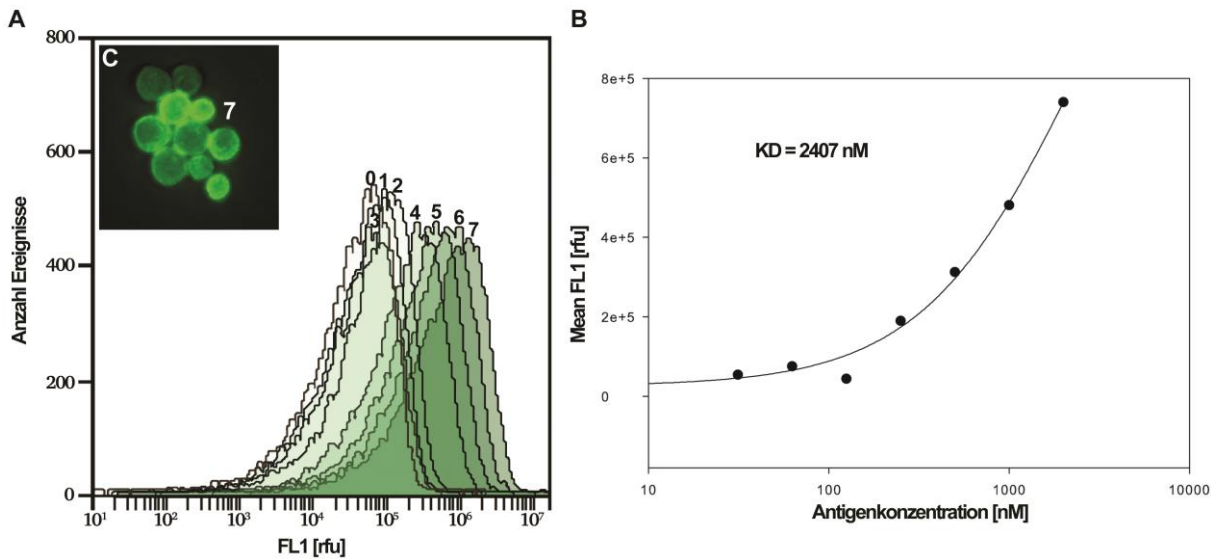 A
800
600
400
200
0
Anzahl Ereignisse
C
7
0 1 2
3 4 5 6 7
10¹ 10² 10³ 10⁴ 10⁵ 10⁶ 10⁷
FL1 [rfu]
B
8e+5
6e+5
4e+5
2e+5
0
Mean FL1 [rfu]
KD = 2407 nM
10 100 1000 10000
Antigenkonzentration [nM]